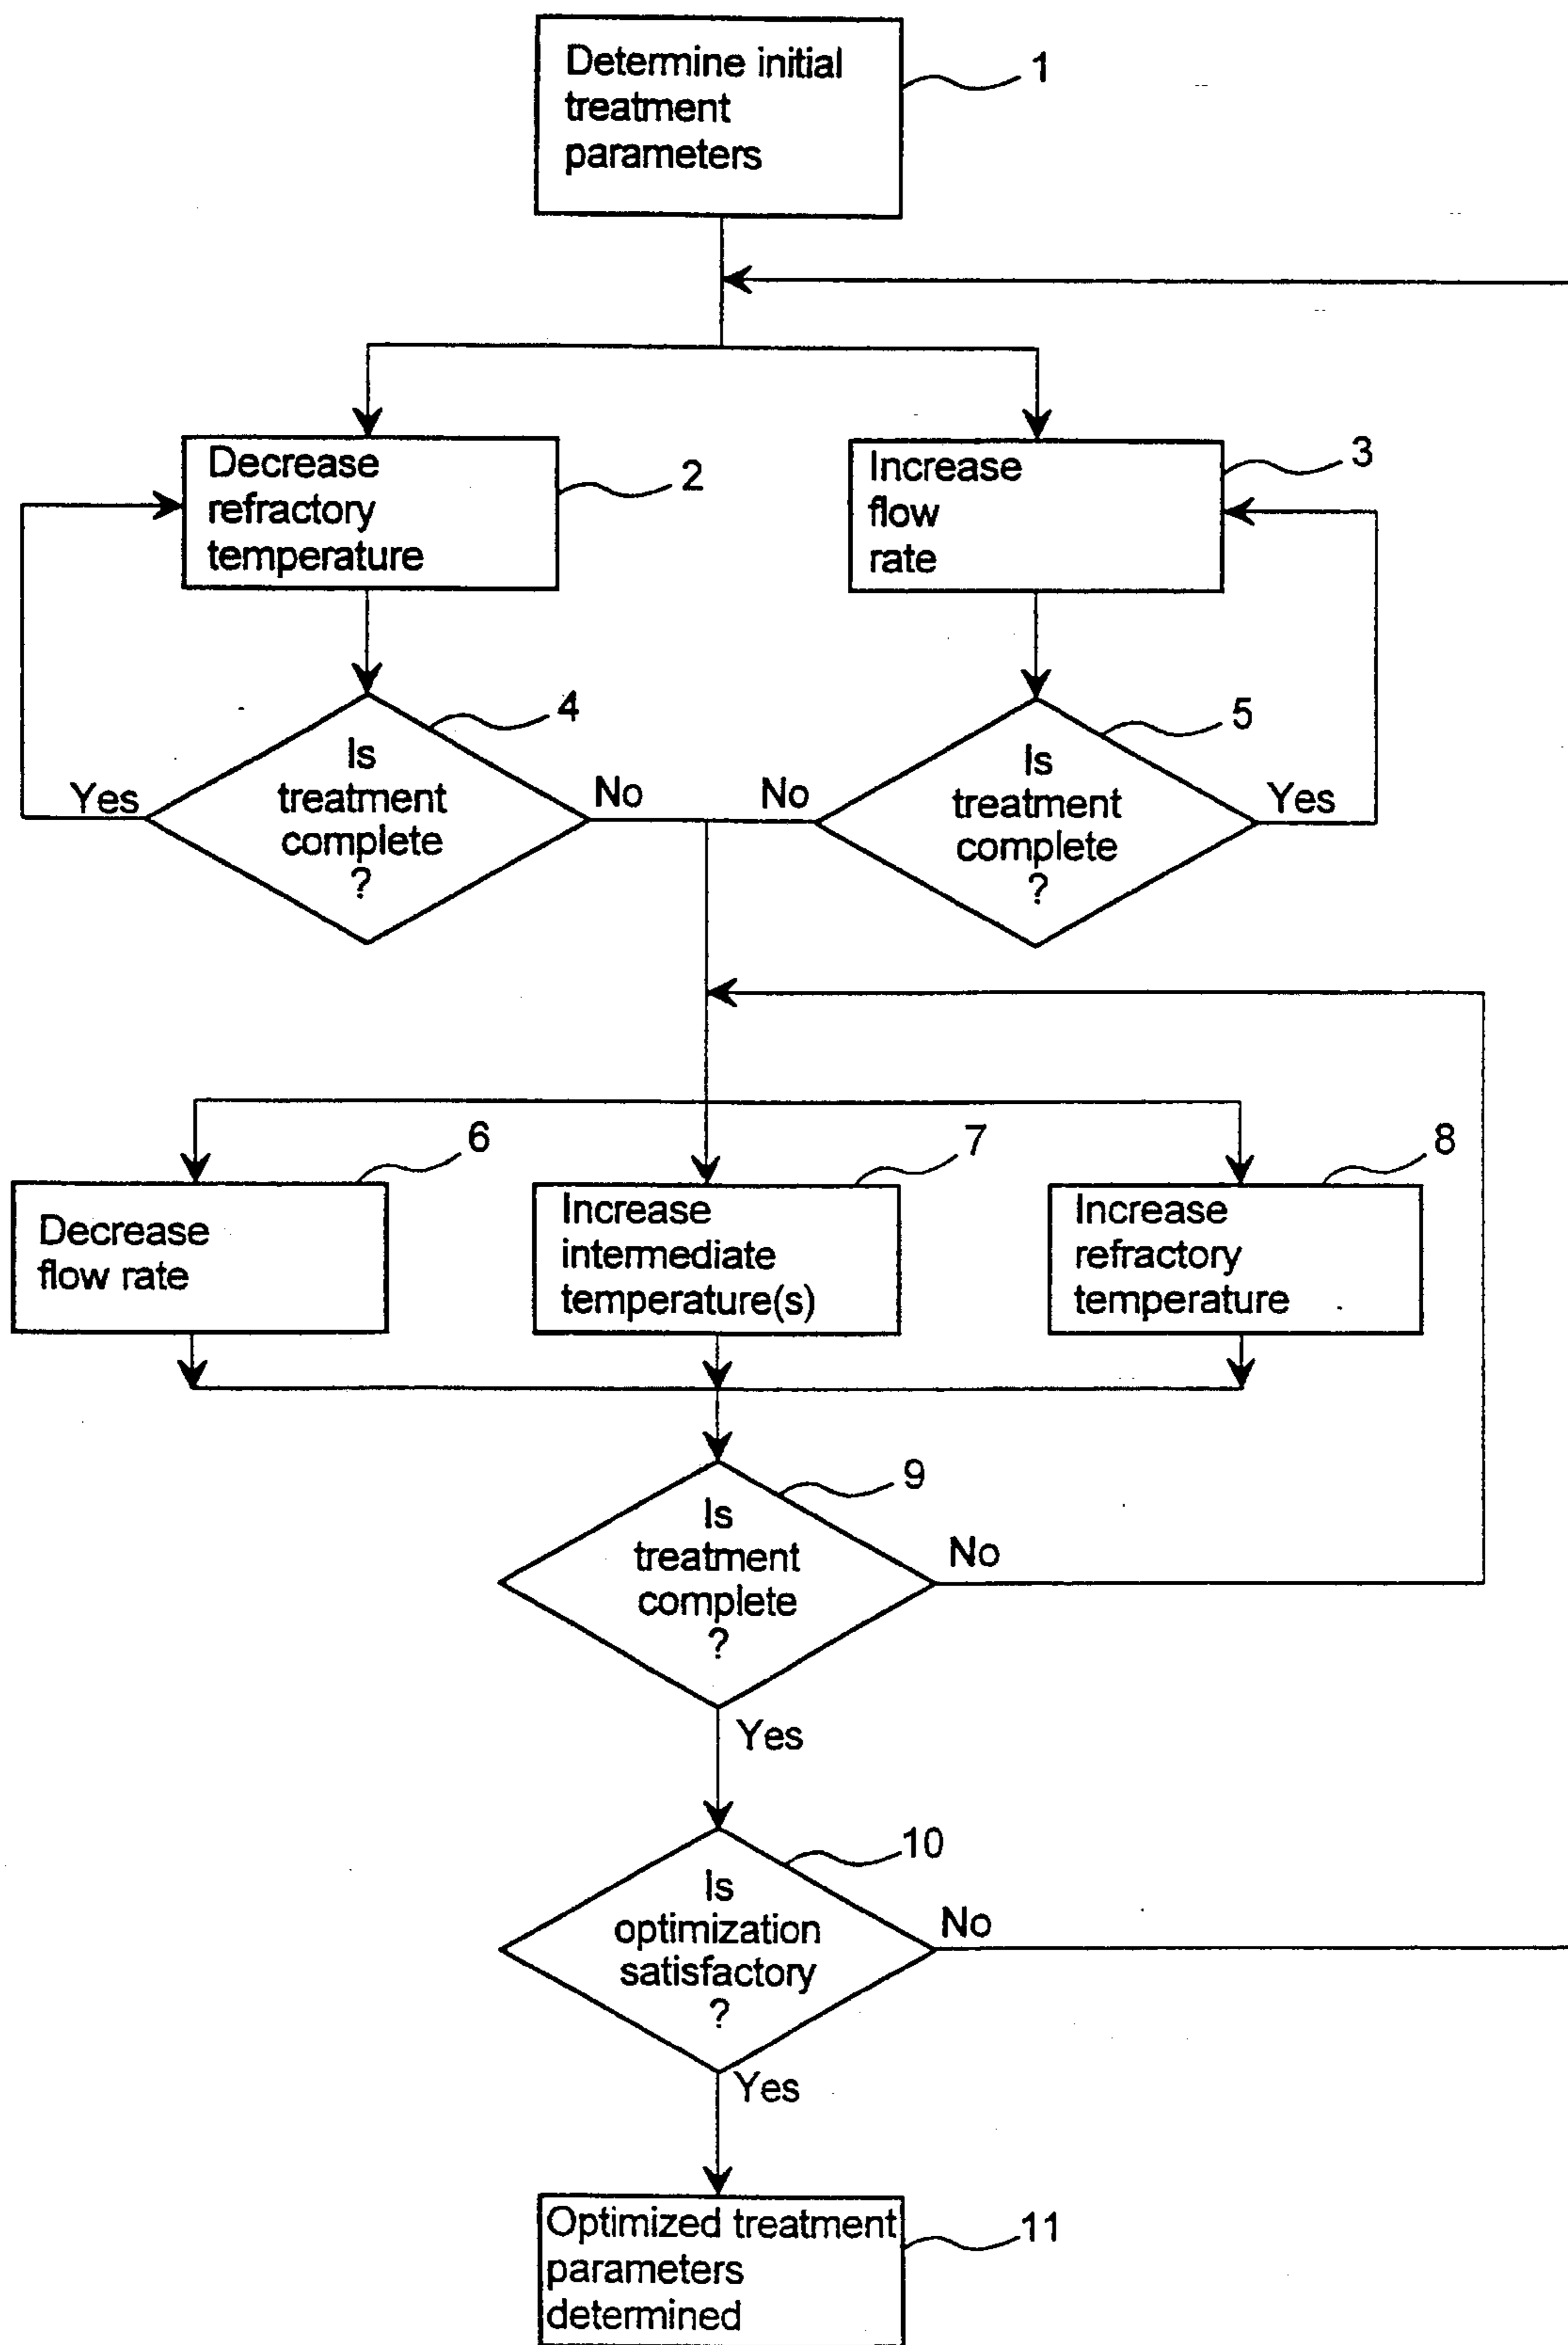 Determine initial
treatment
parameters
1
Decrease
refractory
temperature
2
Increase
flow
rate
3
Is
treatment
complete
?
4
Yes
No
Is
treatment
complete
?
5
No
Yes
Decrease
flow rate
6
Increase
intermediate
temperature(s)
7
Increase
refractory
temperature
8
Is
treatment
complete
?
9
No
Yes
Is
optimization
satisfactory
?
10
No
Yes
Optimized treatment
parameters
determined
11